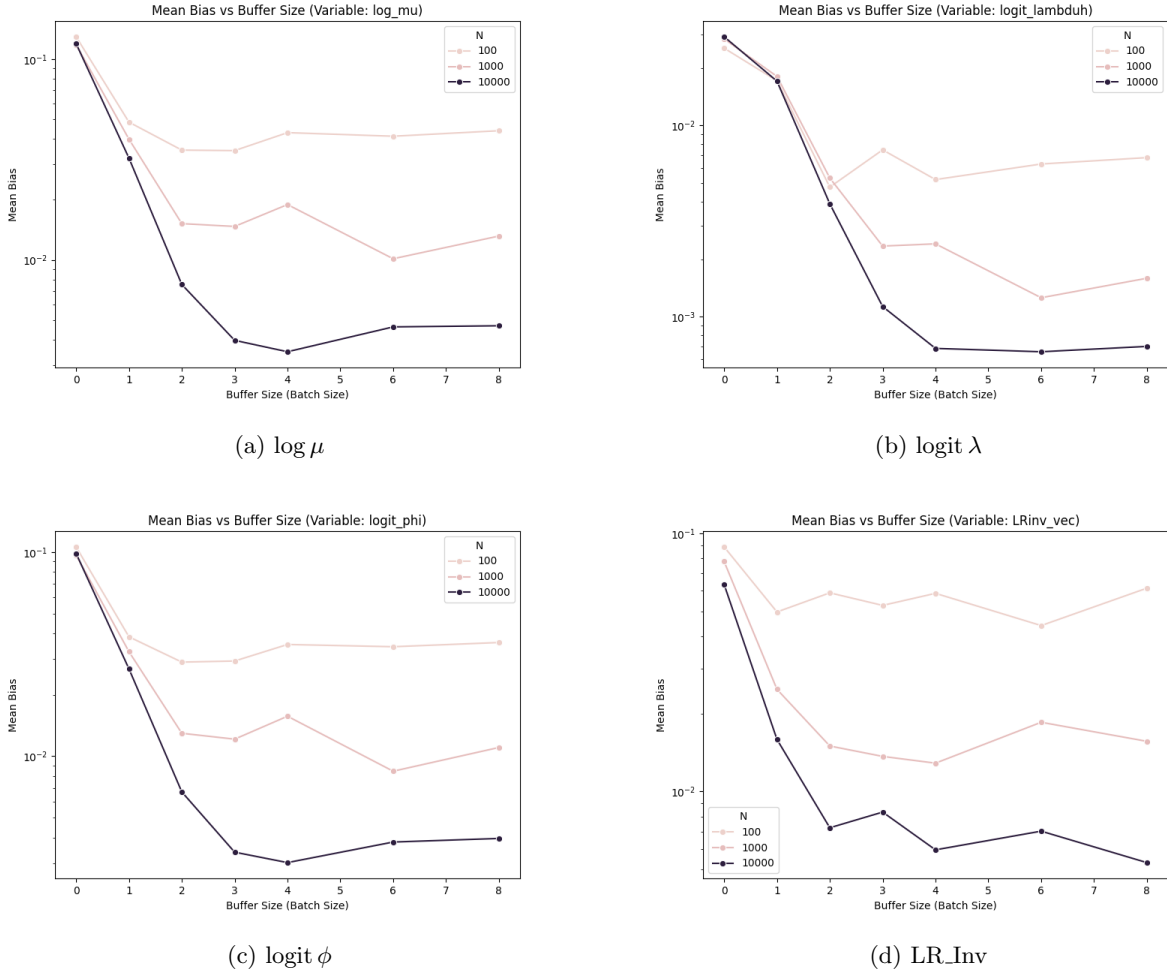 Mean Bias vs Buffer Size (Variable: log_mu)
N
100
1000
10000
Mean Bias
10⁻¹
10⁻²
0 1 2 3 4 5 6 7 8
Buffer Size (Batch Size)
(a) log μ
Mean Bias vs Buffer Size (Variable: logit_lambduh)
N
100
1000
10000
Mean Bias
10⁻²
10⁻³
0 1 2 3 4 5 6 7 8
Buffer Size (Batch Size)
(b) logit λ
Mean Bias vs Buffer Size (Variable: logit_phi)
N
100
1000
10000
Mean Bias
10⁻¹
10⁻²
0 1 2 3 4 5 6 7 8
Buffer Size (Batch Size)
(c) logit ϕ
Mean Bias vs Buffer Size (Variable: LRinv_vec)
10⁻¹
Mean Bias
10⁻²
N
100
1000
10000
0 1 2 3 4 5 6 7 8
Buffer Size (Batch Size)
(d) LR_Inv